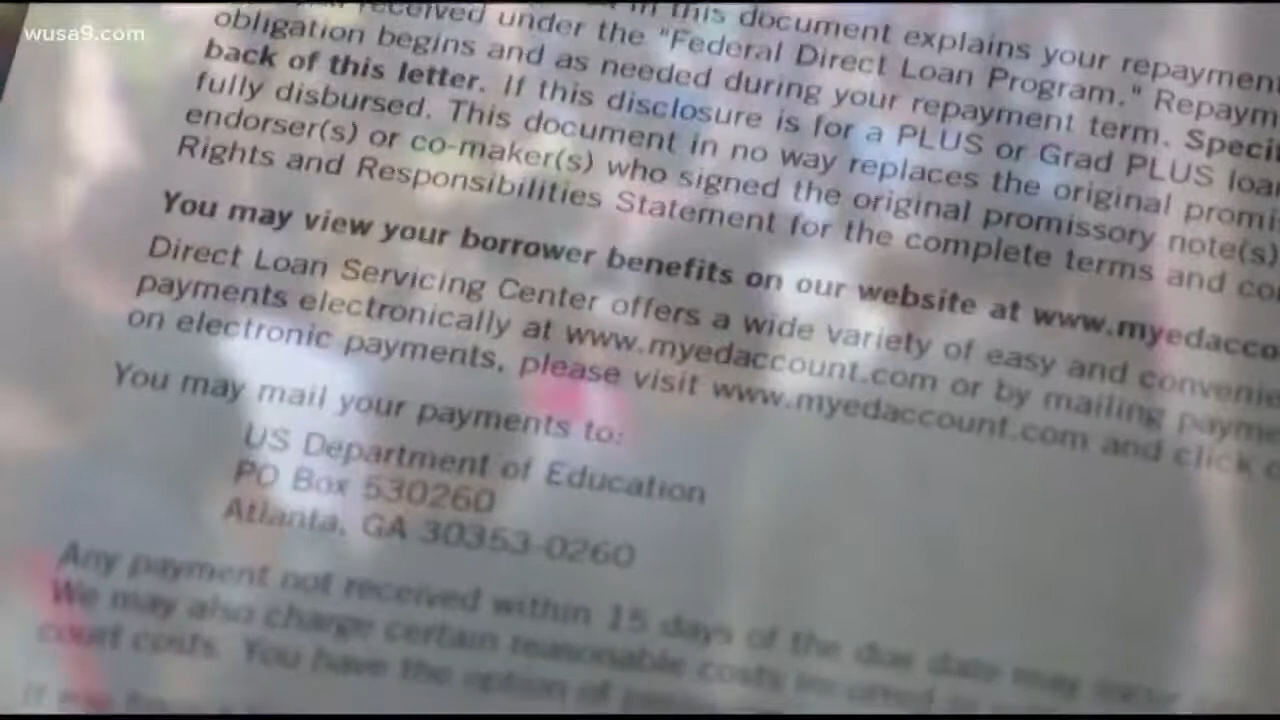 wusa9.com
in this document explains your repayment
received under the "Federal Direct Loan Program." Repaym
obligation begins and as needed during your repayment term. Speci
back of this letter. If this disclosure is for a PLUS or Grad PLUS loa
fully disbursed. This document in no way replaces the original promi
endorser(s) or co-maker(s) who signed the original promissory note(s)
Rights and Responsibilities Statement for the complete terms and co
You may view your borrower benefits on our website at www.myedacco
Direct Loan Servicing Center offers a wide variety of easy and convenie
payments electronically at www.myedaccount.com or by mailing payme
on electronic payments, please visit www.myedaccount.com and click o
You may mail your payments to:
US Department of Education
PO Box 530260
Atlanta, GA 30353-0260
Any payment not received within 15 days of the due date may
We may also charge certain reasonable costs
court costs. You have the option of